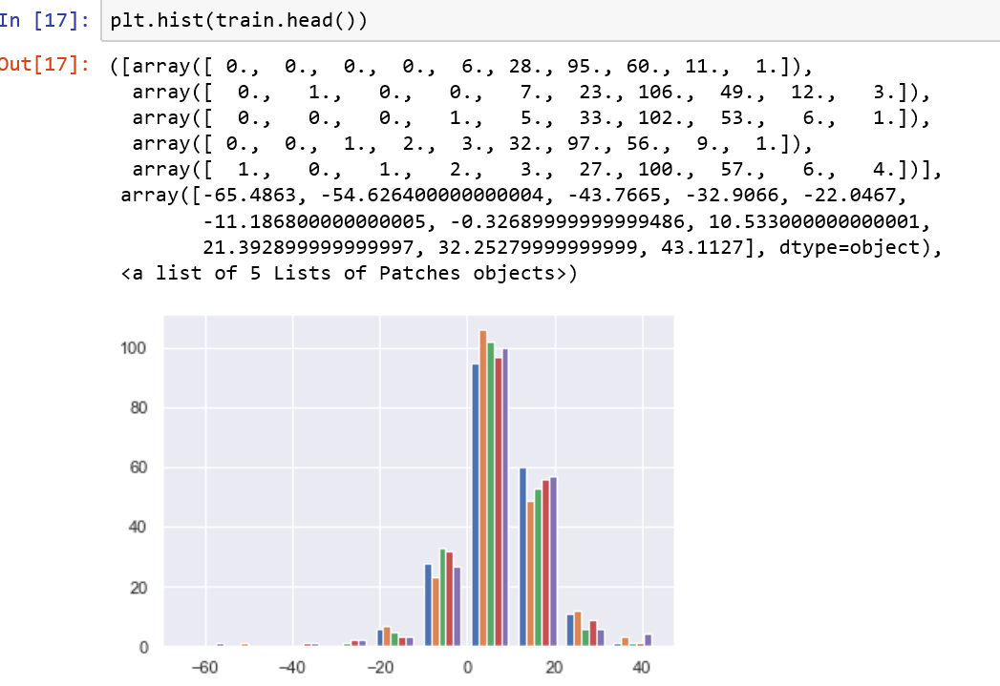 In [17]: plt.hist(train.head())
Out[17]: ([array([ 0.,  0.,  0.,  0.,  6., 28., 95., 60., 11.,  1.]),
array([  0.,   1.,   0.,   0.,   7.,  23., 106.,  49.,  12.,   3.]),
array([  0.,   0.,   0.,   1.,   5.,  33., 102.,  53.,   6.,   1.]),
array([ 0.,  0.,  1.,  2.,  3., 32., 97., 56.,  9.,  1.]),
array([  1.,   0.,   1.,   2.,   3.,  27., 100.,  57.,   6.,   4.])],
array([-65.4863, -54.626400000000004, -43.7665, -32.9066, -22.0467,
-11.186800000000005, -0.32689999999999486, 10.533000000000001,
21.392899999999997, 32.25279999999999, 43.1127], dtype=object),
<a list of 5 Lists of Patches objects>)
100
80
60
40
20
0
−60 −40 −20 0 20 40